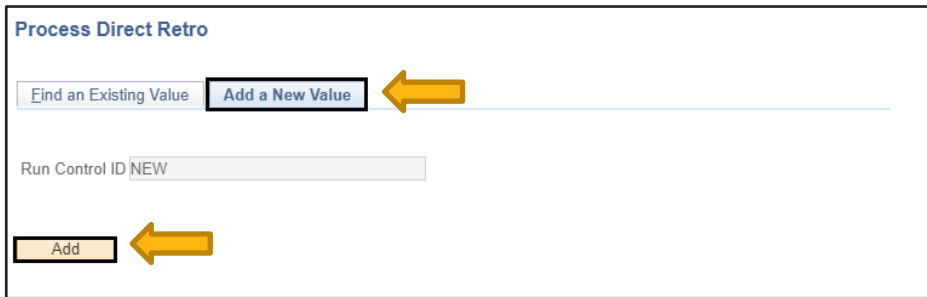 Process Direct Retro
Find an Existing Value Add a New Value
Run Control ID NEW
Add